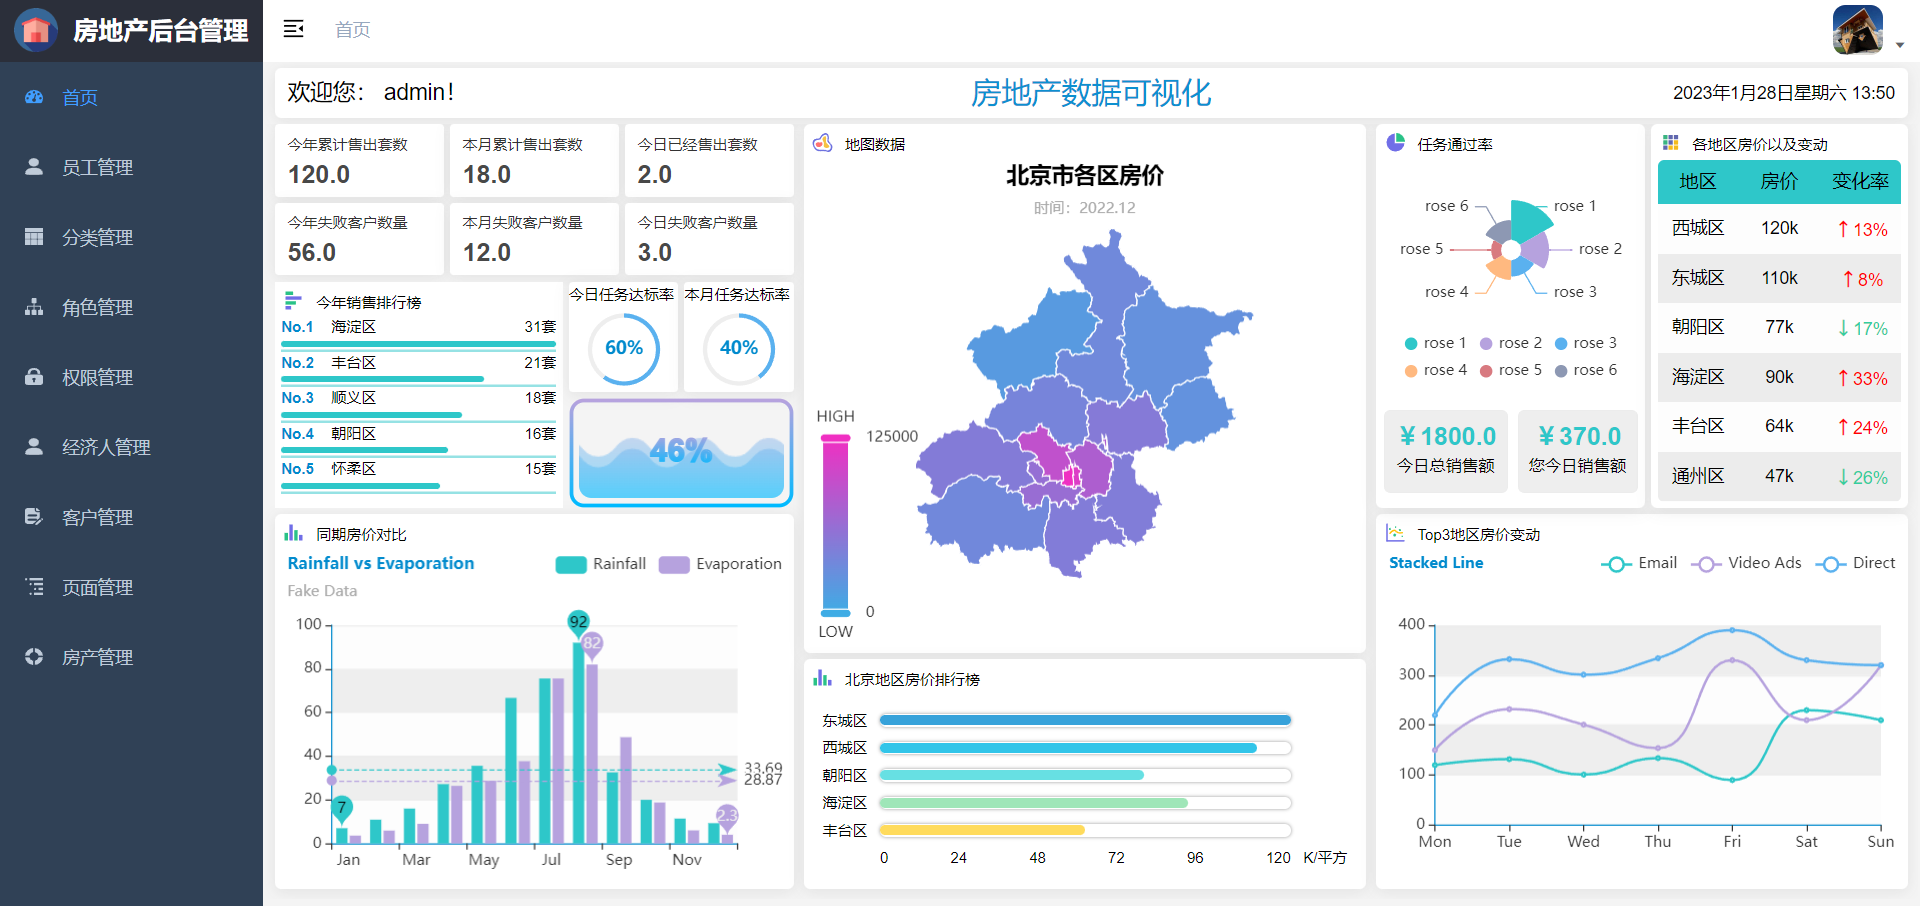 房地产后台管理
首页
首页
员工管理
分类管理
角色管理
权限管理
经济人管理
客户管理
页面管理
房产管理
欢迎您： admin！
房地产数据可视化
2023年1月28日星期六 13:50
今年累计售出套数
120.0
本月累计售出套数
18.0
今日已经售出套数
2.0
今年失败客户数量
56.0
本月失败客户数量
12.0
今日失败客户数量
3.0
今年销售排行榜
No.1 海淀区 31套
No.2 丰台区 21套
No.3 顺义区 18套
No.4 朝阳区 16套
No.5 怀柔区 15套
今日任务达标率
60%
本月任务达标率
40%
46%
同期房价对比
Rainfall vs Evaporation
Fake Data
Rainfall Evaporation
100
80
60
40
20
0
92
82
7
2.3
33.69
28.87
Jan Mar May Jul Sep Nov
地图数据
北京市各区房价
时间：2022.12
HIGH
125000
0
LOW
北京地区房价排行榜
东城区
西城区
朝阳区
海淀区
丰台区
0 24 48 72 96 120 K/平方
任务通过率
rose 6 rose 1
rose 5 rose 2
rose 4 rose 3
rose 1 rose 2 rose 3
rose 4 rose 5 rose 6
¥ 1800.0
今日总销售额
¥ 370.0
您今日销售额
各地区房价以及变动
地区 房价 变化率
西城区 120k ↑13%
东城区 110k ↑8%
朝阳区 77k ↓17%
海淀区 90k ↑33%
丰台区 64k ↑24%
通州区 47k ↓26%
Top3地区房价变动
Stacked Line
Email Video Ads Direct
400
300
200
100
0
Mon Tue Wed Thu Fri Sat Sun